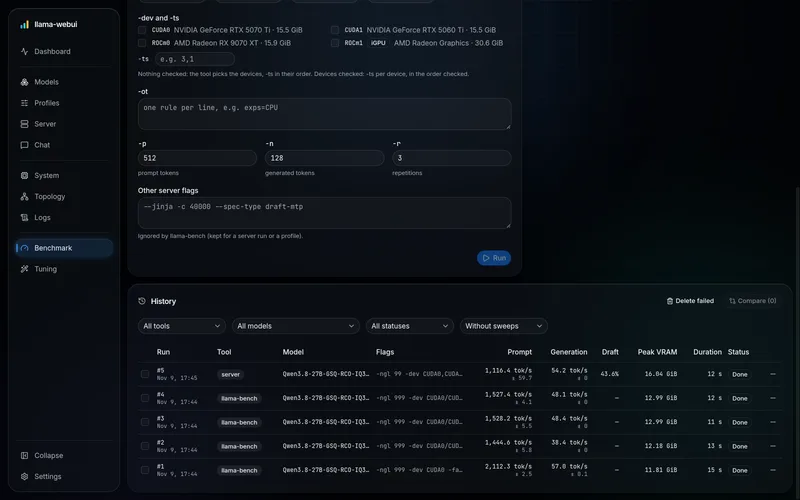 llama-webui
Dashboard
Models
Profiles
Server
Chat
System
Topology
Logs
Benchmark
Tuning
Collapse
Settings
-dev and -ts
CUDA0 NVIDIA GeForce RTX 5070 Ti · 15.5 GiB
CUDA1 NVIDIA GeForce RTX 5060 Ti · 15.5 GiB
ROCm0 AMD Radeon RX 9070 XT · 15.9 GiB
ROCm1 iGPU AMD Radeon Graphics · 30.6 GiB
-ts e.g. 3,1
Nothing checked: the tool picks the devices, -ts in their order. Devices checked: -ts per device, in the order checked.
-ot
one rule per line, e.g. exps=CPU
-p -n -r
512 128 3
prompt tokens generated tokens repetitions
Other server flags
--jinja -c 40000 --spec-type draft-mtp
Ignored by llama-bench (kept for a server run or a profile).
Run
History
Delete failed Compare (0)
All tools All models All statuses Without sweeps
Run Tool Model Flags Prompt Generation Draft Peak VRAM Duration Status
#5 server Qwen3.8-27B-GSQ-RCO-IQ3… -ngl 99 -dev CUDA0,CUDA… 1,116.4 tok/s 54.2 tok/s 43.6% 16.04 GiB 12 s Done —
Nov 9, 17:45 ± 59.7 ± 0
#4 llama-bench Qwen3.8-27B-GSQ-RCO-IQ3… -ngl 999 -dev CUDA0/CUD… 1,527.4 tok/s 48.1 tok/s — 12.99 GiB 12 s Done —
Nov 9, 17:44 ± 4.1 ± 0
#3 llama-bench Qwen3.8-27B-GSQ-RCO-IQ3… -ngl 999 -dev CUDA0/CUD… 1,528.2 tok/s 48.4 tok/s — 12.99 GiB 11 s Done —
Nov 9, 17:44 ± 5.5 ± 0
#2 llama-bench Qwen3.8-27B-GSQ-RCO-IQ3… -ngl 999 -dev CUDA0/CUD… 1,444.6 tok/s 38.4 tok/s — 12.18 GiB 13 s Done —
Nov 9, 17:44 ± 5.8 ± 0
#1 llama-bench Qwen3.8-27B-GSQ-RCO-IQ3… -ngl 999 -dev CUDA0 -fa… 2,112.3 tok/s 57.0 tok/s — 11.81 GiB 15 s Done —
Nov 9, 17:44 ± 2.5 ± 0.1